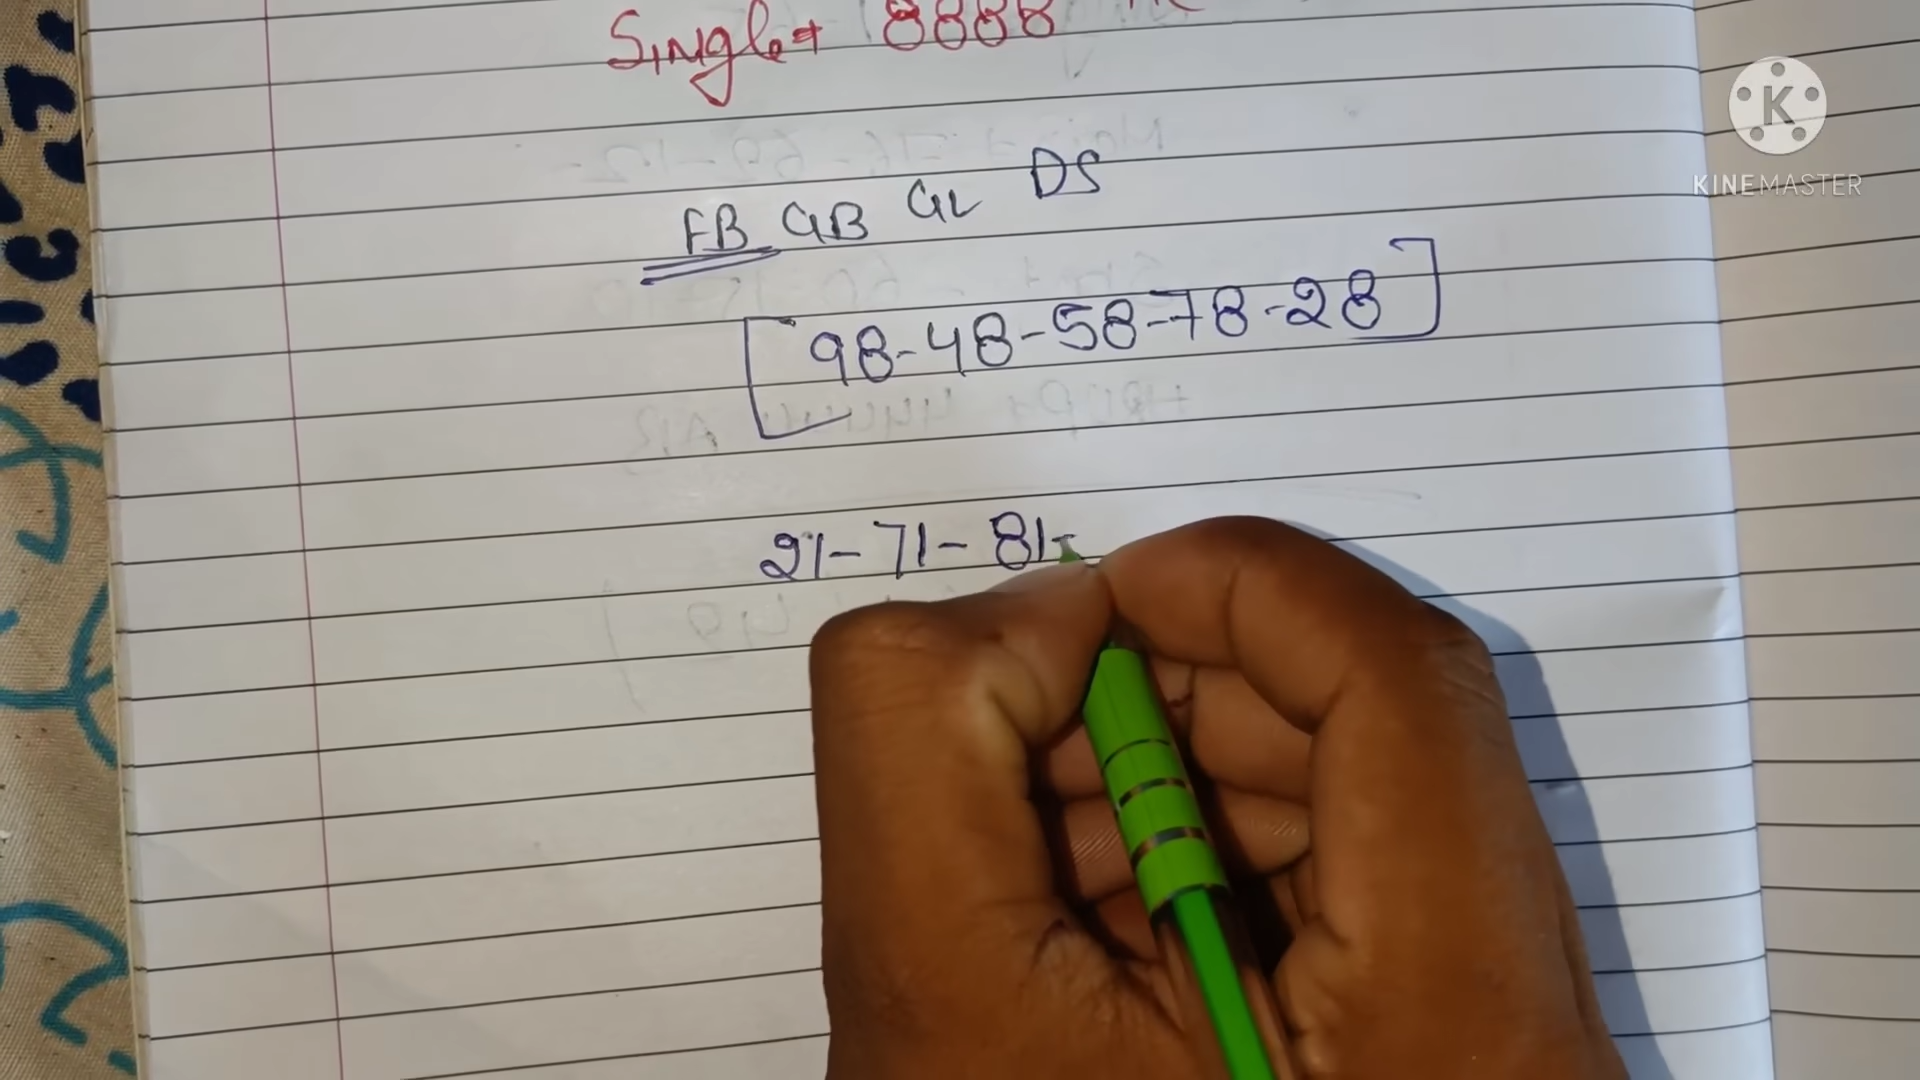 Single → 8888
FB GB GL DS
98-48-58-78-28
21-71-81-
KINEMASTER